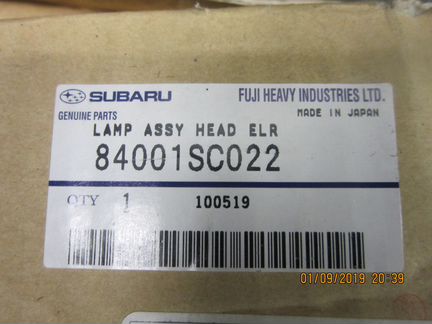 SUBARU FUJI HEAVY INDUSTRIES LTD.
GENUINE PARTS MADE IN JAPAN
LAMP ASSY HEAD ELR
84001SC022
QTY 1 100519
01/09/2019 20:39